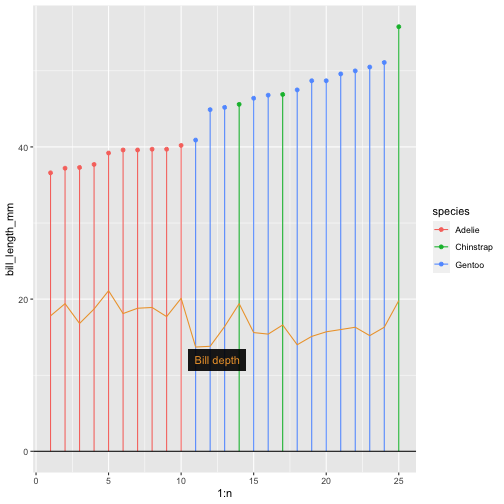 bill_length_mm
40
20
0
Bill depth
0
5
10
15
20
25
1:n
species
Adelie
Chinstrap
Gentoo